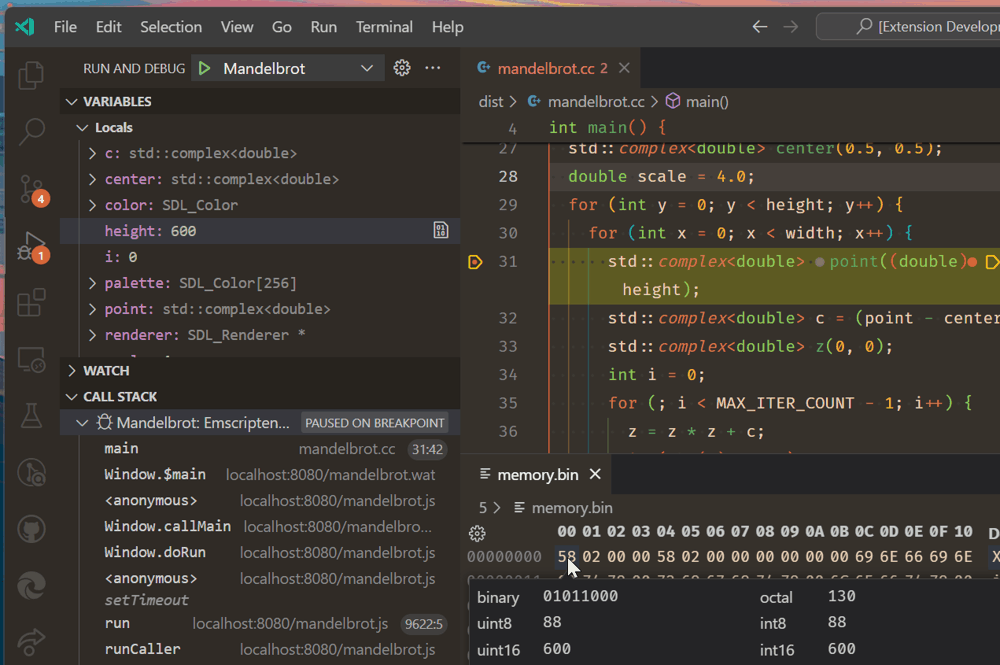 File Edit Selection View Go Run Terminal Help
[Extension Develop
RUN AND DEBUG Mandelbrot
VARIABLES
Locals
c: std::complex<double>
center: std::complex<double>
color: SDL_Color
height: 600
i: 0
palette: SDL_Color[256]
point: std::complex<double>
renderer: SDL_Renderer *
WATCH
CALL STACK
Mandelbrot: Emscripten... PAUSED ON BREAKPOINT
main mandelbrot.cc 31:42
Window.$main localhost:8080/mandelbrot.wat
<anonymous> localhost:8080/mandelbrot.js
Window.callMain localhost:8080/mandelbro...
Window.doRun localhost:8080/mandelbrot.js
<anonymous> localhost:8080/mandelbrot.js
setTimeout
run localhost:8080/mandelbrot.js 9622:5
runCaller localhost:8080/mandelbrot.js
4
1
mandelbrot.cc 2
dist > mandelbrot.cc > main()
4 int main() {
27 std::complex<double> center(0.5, 0.5);
28 double scale = 4.0;
29 for (int y = 0; y < height; y++) {
30 for (int x = 0; x < width; x++) {
31 std::complex<double> point((double)
height);
32 std::complex<double> c = (point - center
33 std::complex<double> z(0, 0);
34 int i = 0;
35 for (; i < MAX_ITER_COUNT - 1; i++) {
36 z = z * z + c;
memory.bin
5 > memory.bin
00 01 02 03 04 05 06 07 08 09 0A 0B 0C 0D 0E 0F 10 D
00000000 58 02 00 00 58 02 00 00 00 00 00 00 69 6E 66 69 6E X
binary 01011000 octal 130
uint8 88 int8 88
uint16 600 int16 600